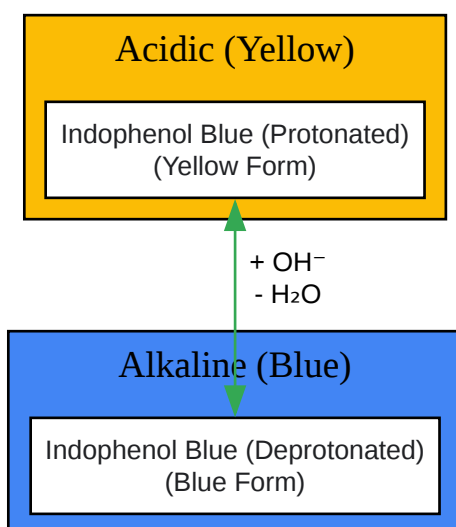 Acidic (Yellow)
Indophenol Blue (Protonated)
(Yellow Form)
+ OH⁻
- H₂O
Alkaline (Blue)
Indophenol Blue (Deprotonated)
(Blue Form)